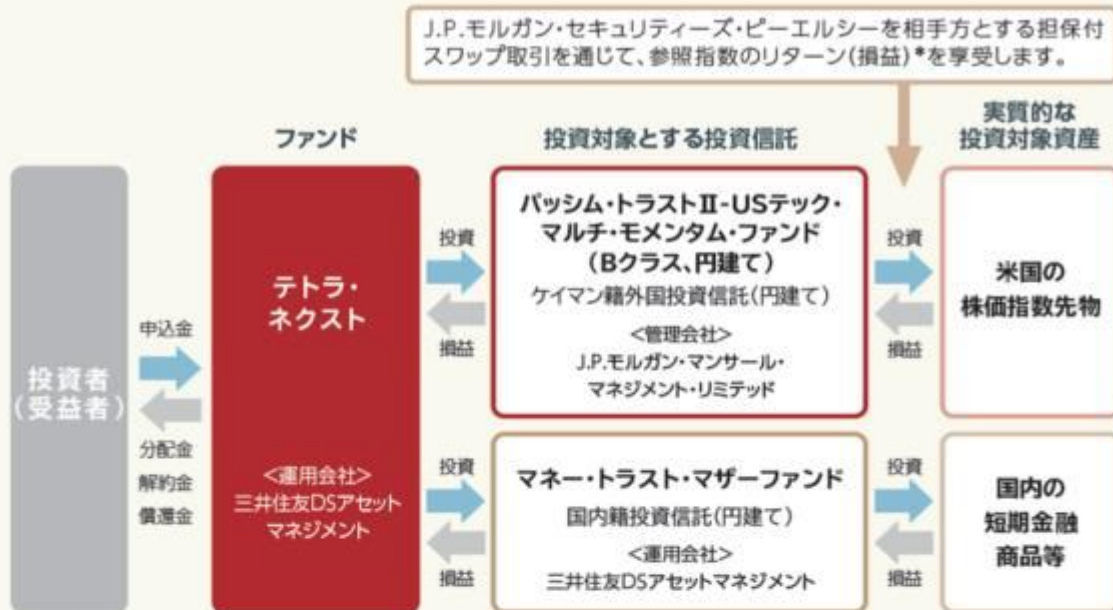 J.P.モルガン・セキュリティーズ・ピーエルシーを相手方とする担保付
スワップ取引を通じて、参照指数のリターン(損益)*を享受します。
ファンド
投資対象とする投資信託
実質的な
投資対象資産
投資者
(受益者)
申込金
分配金
解約金
償還金
テトラ・
ネクスト
<運用会社>
三井住友DSアセット
マネジメント
投資
損益
パッシム・トラストⅡ-USテック・
マルチ・モメンタム・ファンド
(Bクラス、円建て)
ケイマン籍外国投資信託(円建て)
<管理会社>
J.P.モルガン・マンサール・
マネジメント・リミテッド
投資
損益
米国の
株価指数先物
投資
損益
マネー・トラスト・マザーファンド
国内籍投資信託(円建て)
<運用会社>
三井住友DSアセットマネジメント
投資
損益
国内の
短期金融
商品等